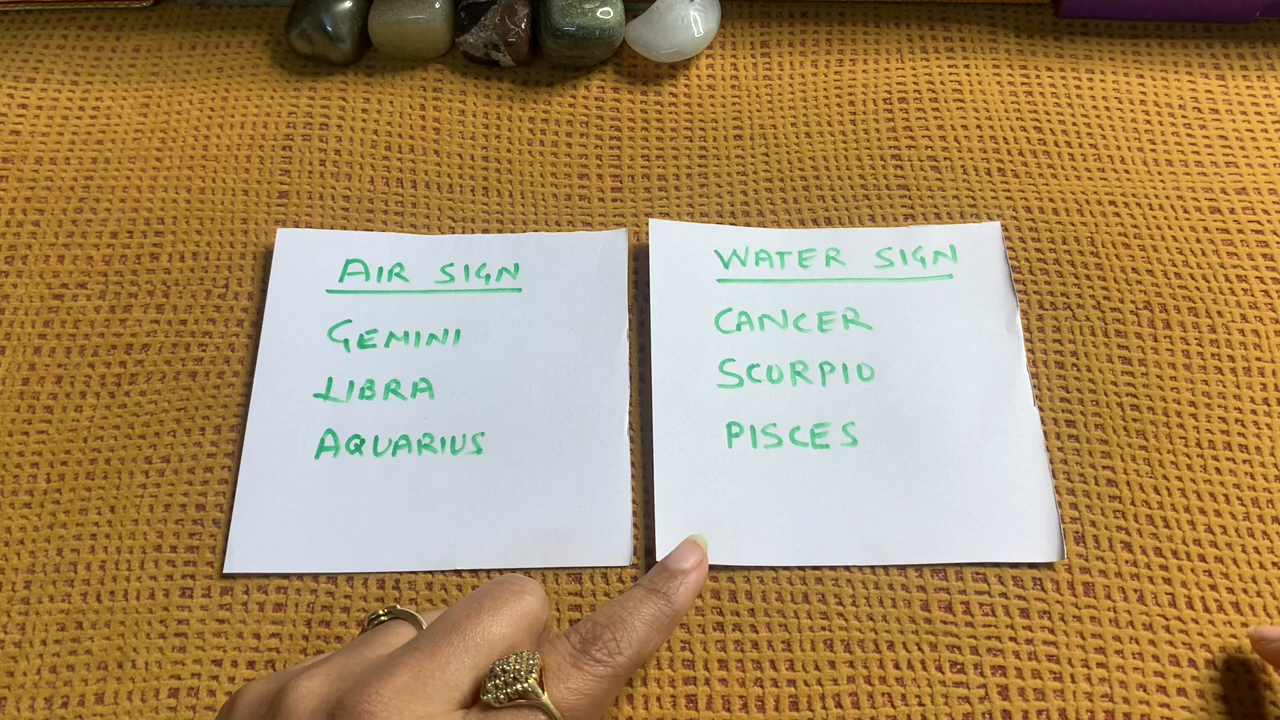 AIR SIGN
GEMINI
LIBRA
AQUARIUS
WATER SIGN
CANCER
SCORPIO
PISCES